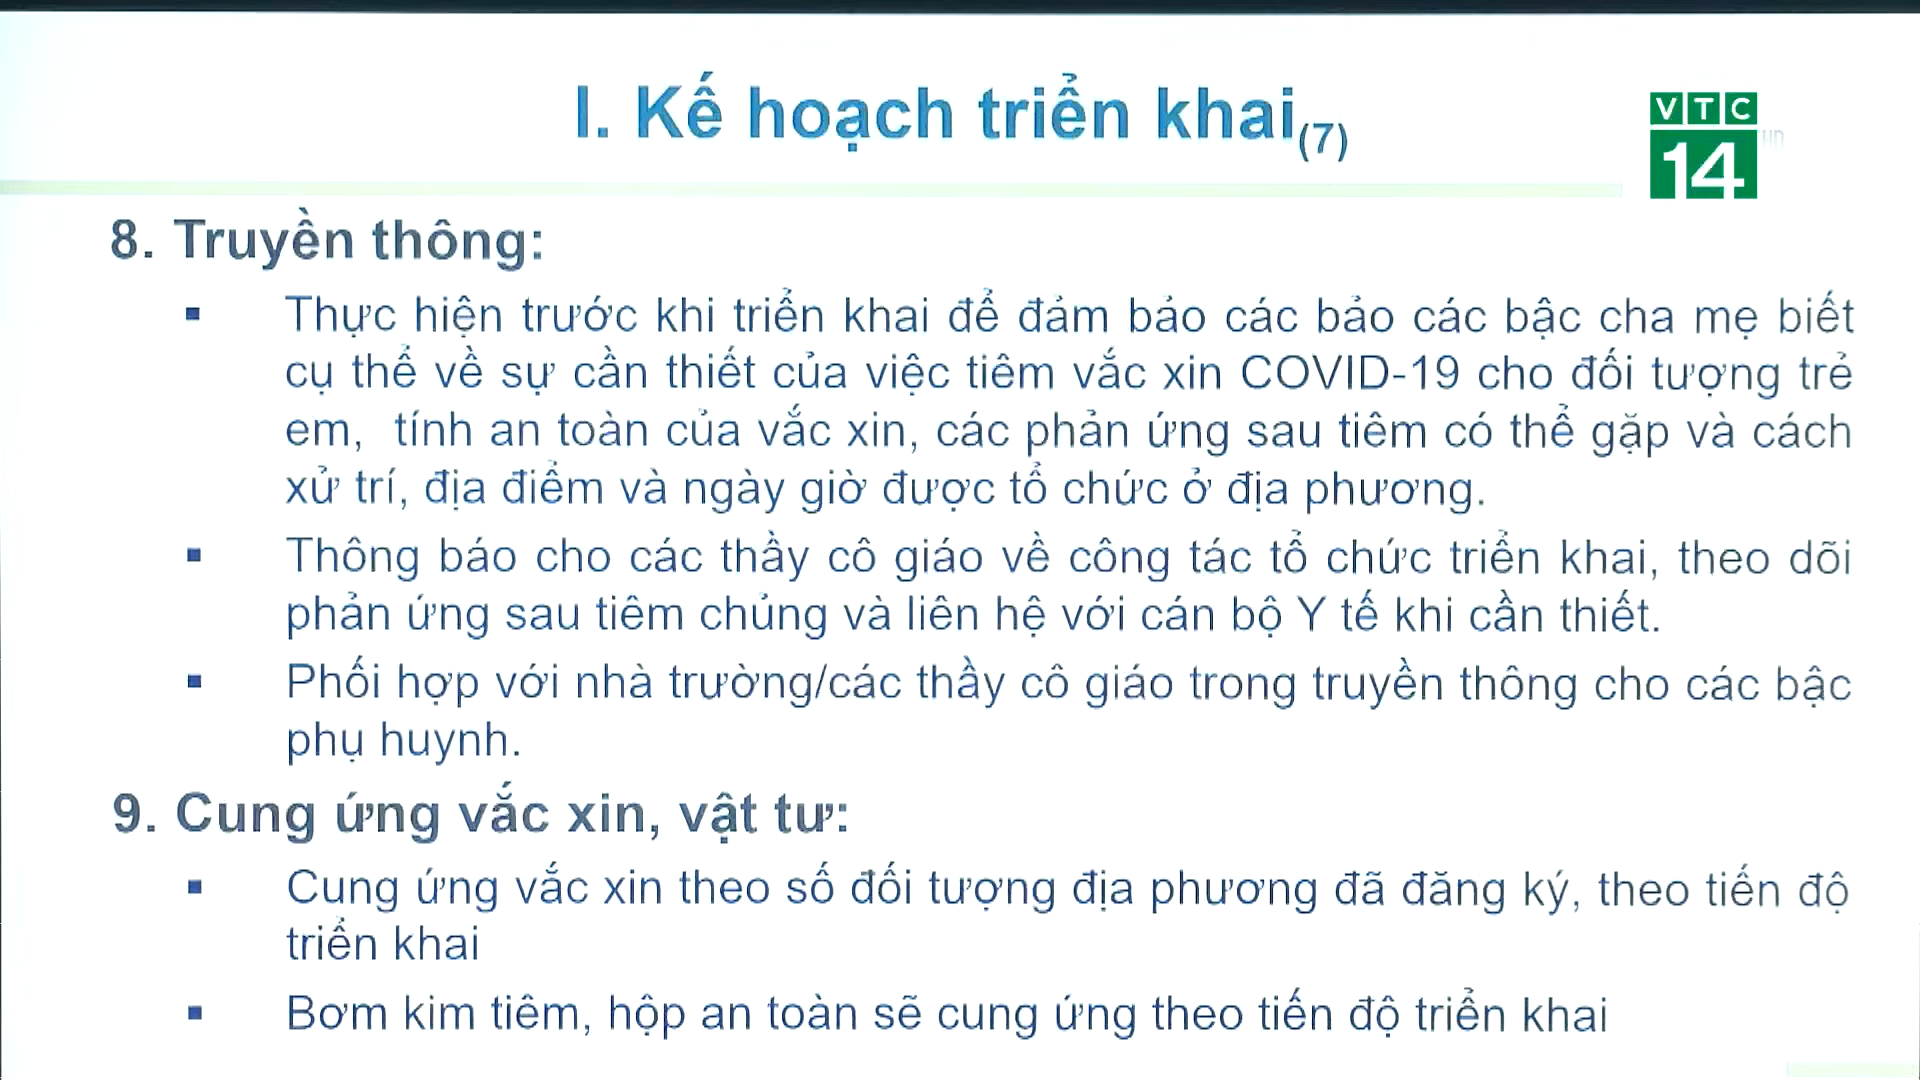 I. Kế hoạch triển khai(7)
VTC
14
HD
8. Truyền thông:
▪ Thực hiện trước khi triển khai để đảm bảo các bảo các bậc cha mẹ biết
cụ thể về sự cần thiết của việc tiêm vắc xin COVID-19 cho đối tượng trẻ
em, tính an toàn của vắc xin, các phản ứng sau tiêm có thể gặp và cách
xử trí, địa điểm và ngày giờ được tổ chức ở địa phương.
▪ Thông báo cho các thầy cô giáo về công tác tổ chức triển khai, theo dõi
phản ứng sau tiêm chủng và liên hệ với cán bộ Y tế khi cần thiết.
▪ Phối hợp với nhà trường/các thầy cô giáo trong truyền thông cho các bậc
phụ huynh.
9. Cung ứng vắc xin, vật tư:
▪ Cung ứng vắc xin theo số đối tượng địa phương đã đăng ký, theo tiến độ
triển khai
▪ Bơm kim tiêm, hộp an toàn sẽ cung ứng theo tiến độ triển khai